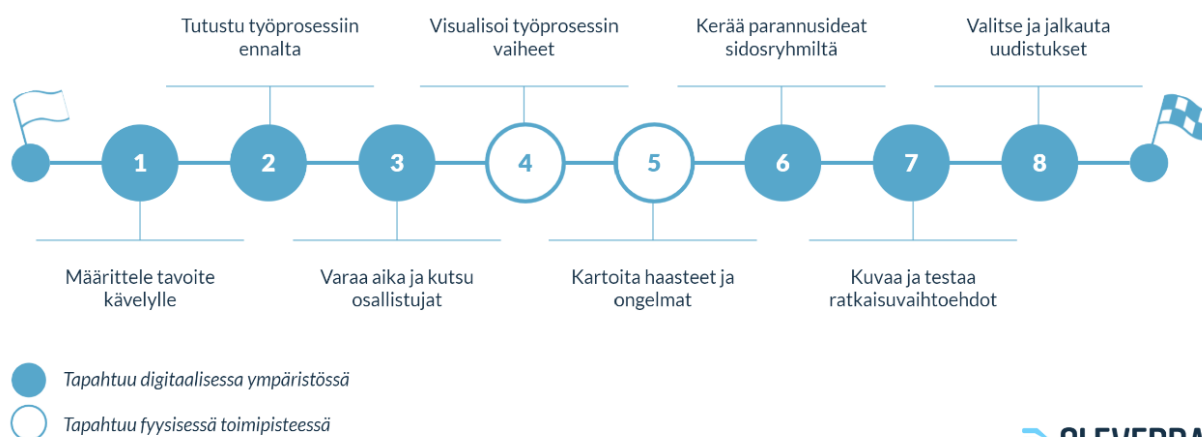 Tutustu työprosessiin
ennalta
Visualisoi työprosessin
vaiheet
Kerää parannusideat
sidosryhmiltä
Valitse ja jalkauta
uudistukset
1
2
3
4
5
6
7
8
Määrittele tavoite
kävelylle
Varaa aika ja kutsu
osallistujat
Kartoita haasteet ja
ongelmat
Kuvaa ja testaa
ratkaisuvaihtoehdot
Tapahtuu digitaalisessa ympäristössä
Tapahtuu fyysisessä toimipisteessä